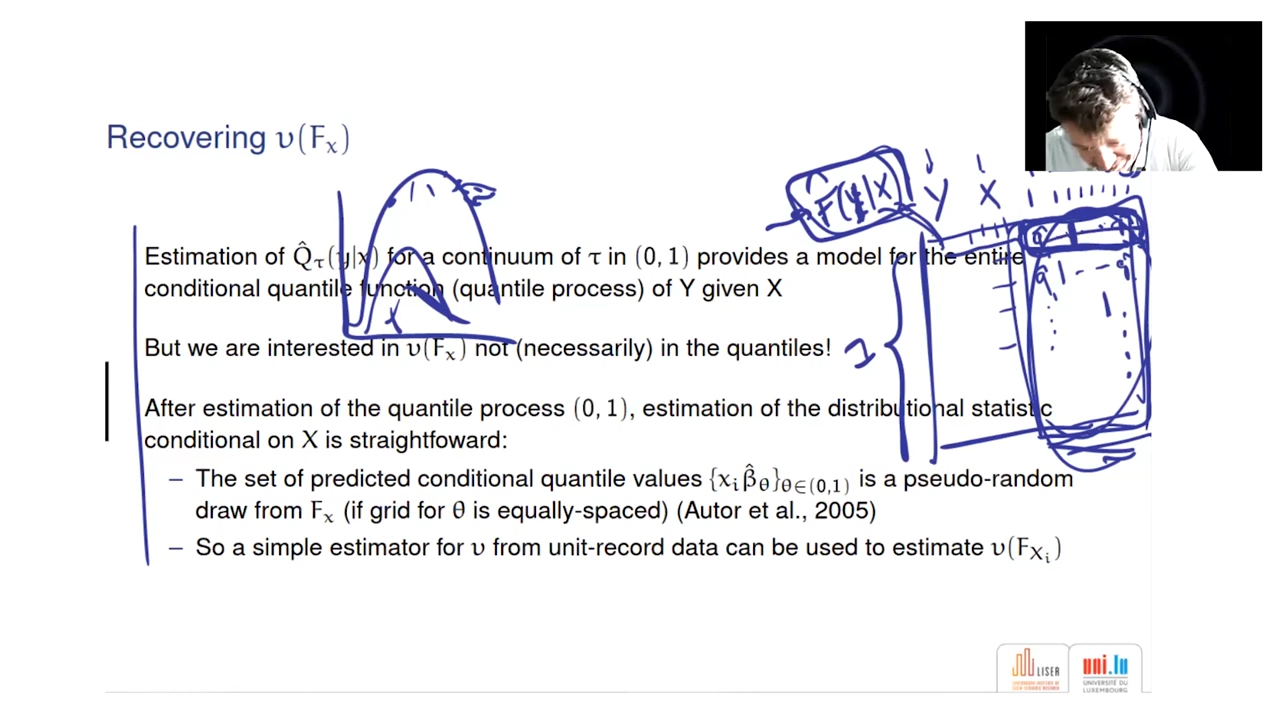 Recovering υ(Fₓ)
F(y|X)
Y X
Estimation of Q̂τ(y|x) for a continuum of τ in (0, 1) provides a model for the entire
conditional quantile function (quantile process) of Y given X
But we are interested in υ(Fₓ) not (necessarily) in the quantiles!
After estimation of the quantile process (0, 1), estimation of the distributional statistic
conditional on X is straightfoward:
– The set of predicted conditional quantile values {xᵢβ̂θ}θ∈(0,1) is a pseudo-random
draw from Fₓ (if grid for θ is equally-spaced) (Autor et al., 2005)
– So a simple estimator for υ from unit-record data can be used to estimate υ(F_Xᵢ)
LISER
uni.lu
UNIVERSITÉ DU
LUXEMBOURG